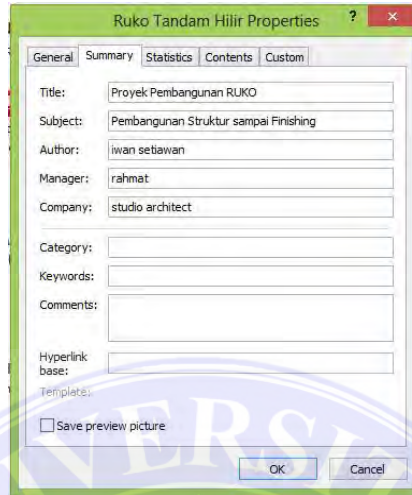 Ruko Tandam Hilir Properties ? ×
General Summary Statistics Contents Custom
Title: Proyek Pembangunan RUKO
Subject: Pembangunan Struktur sampai Finishing
Author: iwan setiawan
Manager: rahmat
Company: studio architect
Category:
Keywords:
Comments:
Hyperlink
base:
Template:
Save preview picture
ERSI
OK Cancel